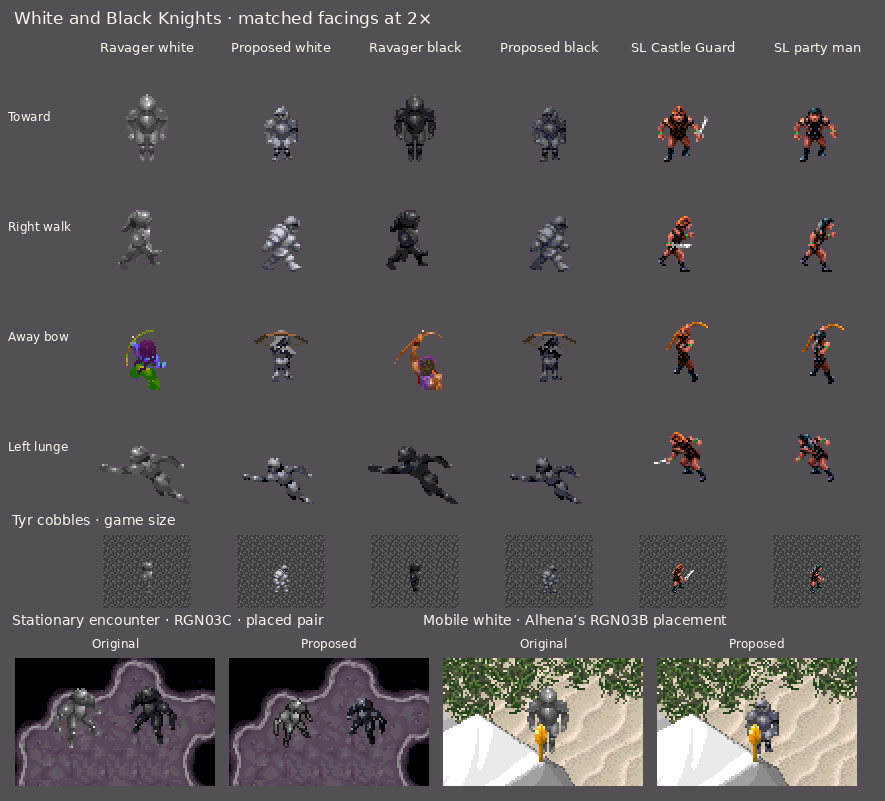 White and Black Knights · matched facings at 2×
Ravager white Proposed white Ravager black Proposed black SL Castle Guard SL party man
Toward
Right walk
Away bow
Left lunge
Tyr cobbles · game size
Stationary encounter · RGN03C · placed pair Mobile white · Alhena’s RGN03B placement
Original Proposed Original Proposed